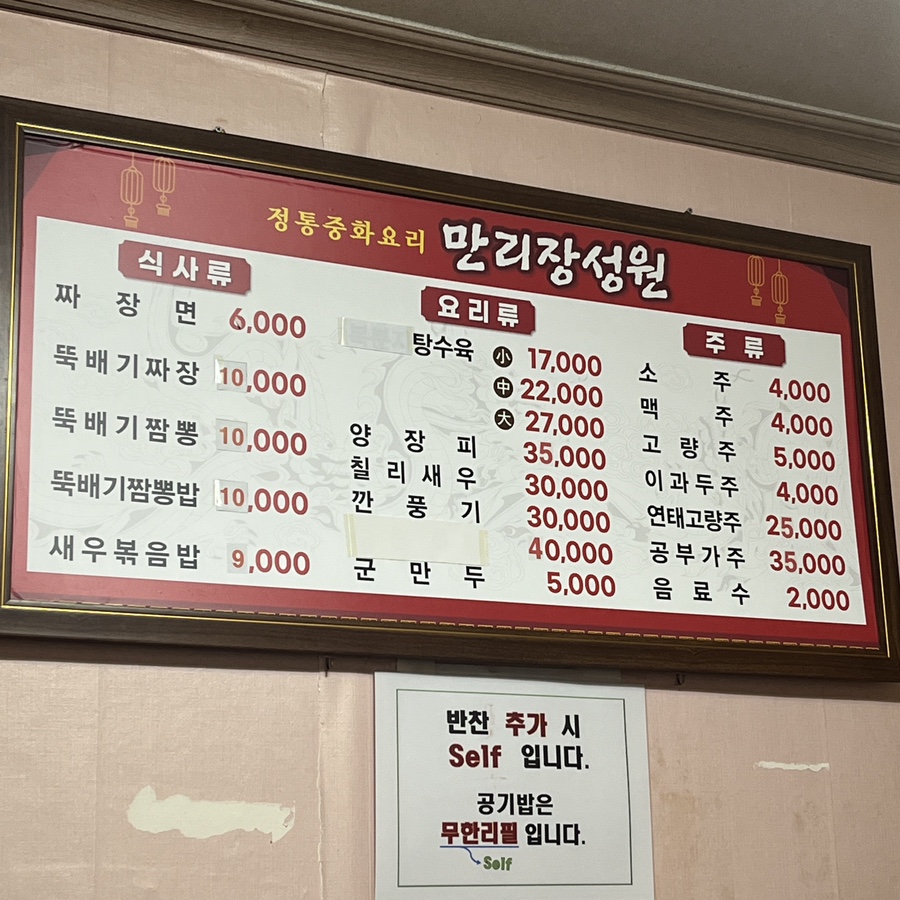 정통중화요리 만리장성원
식사류
짜장면 6,000
뚝배기짜장 10,000
뚝배기짬뽕 10,000
뚝배기짬뽕밥 10,000
새우볶음밥 9,000
요리류
탕수육 小 17,000
中 22,000
大 27,000
양장피 35,000
칠리새우 30,000
깐풍기 30,000
40,000
군만두 5,000
주류
소주 4,000
맥주 4,000
고량주 5,000
이과두주 4,000
연태고량주 25,000
공부가주 35,000
음료수 2,000
반찬 추가 시
Self 입니다.
공기밥은
무한리필 입니다.
Self